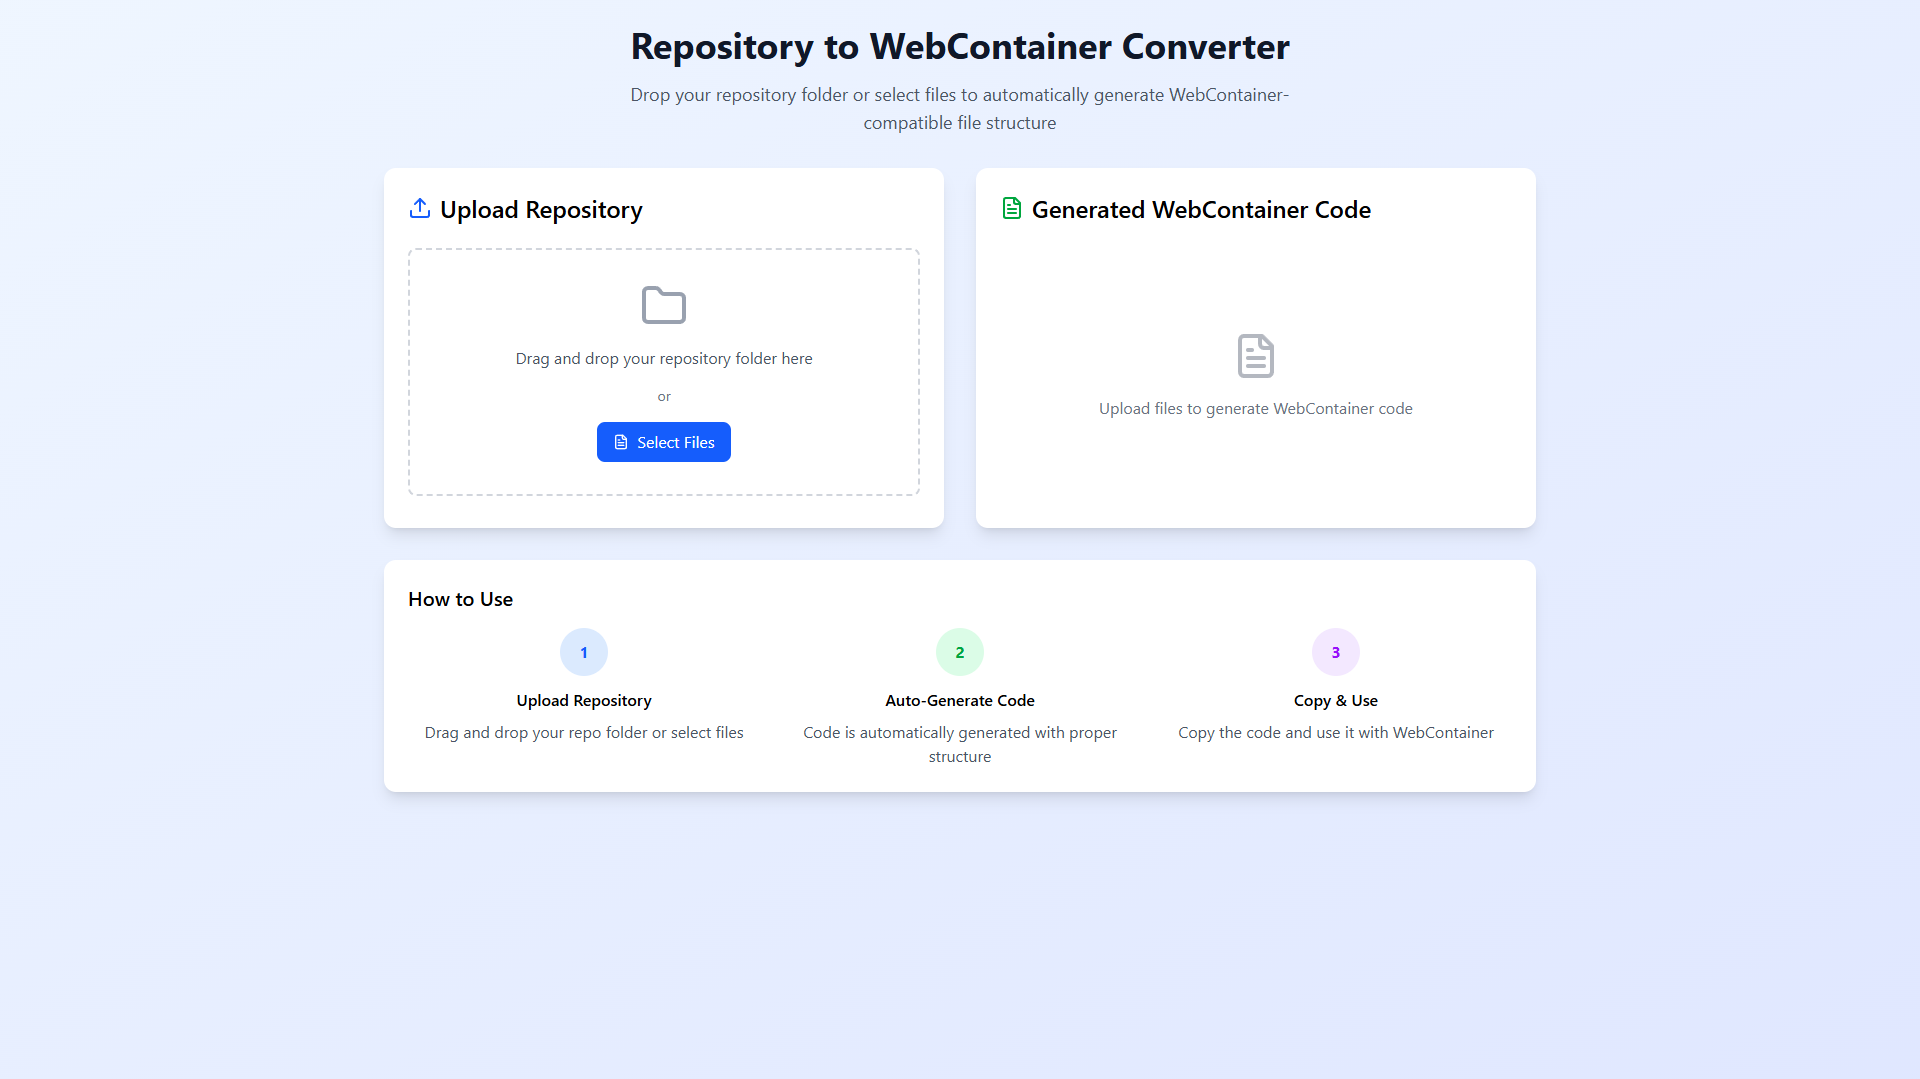 Repository to WebContainer Converter
Drop your repository folder or select files to automatically generate WebContainer-
compatible file structure
Upload Repository
Drag and drop your repository folder here
or
Select Files
Generated WebContainer Code
Upload files to generate WebContainer code
How to Use
1
Upload Repository
Drag and drop your repo folder or select files
2
Auto-Generate Code
Code is automatically generated with proper
structure
3
Copy & Use
Copy the code and use it with WebContainer